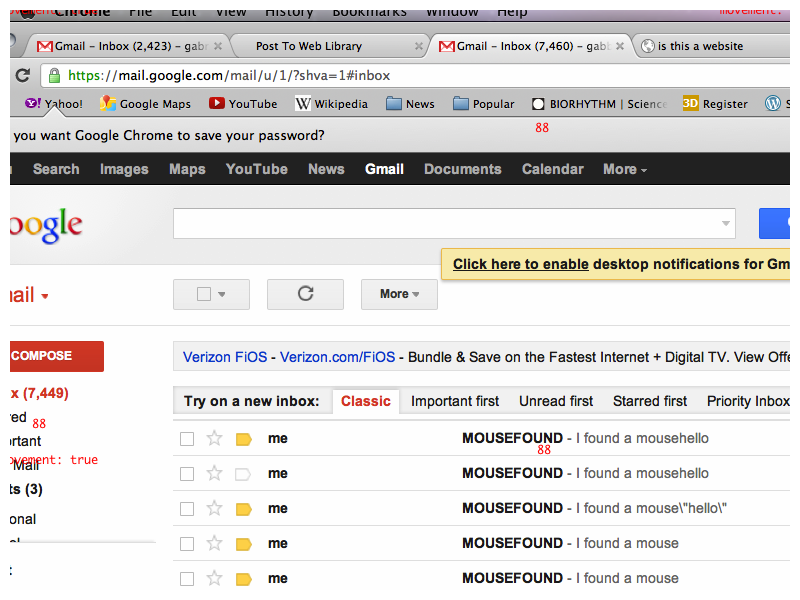 Chrome File Edit View History Bookmarks Window Help
movement:
Gmail – Inbox (2,423) – gab
Post To Web Library
Gmail – Inbox (7,460) – gabb
is this a website
https://mail.google.com/mail/u/1/?shva=1#inbox
Y! Yahoo! Google Maps YouTube W Wikipedia News Popular BIORHYTHM | Science 3D Register
you want Google Chrome to save your password?
88
Search Images Maps YouTube News Gmail Documents Calendar More
oogle
Click here to enable desktop notifications for Gm
mail
More
COMPOSE
Verizon FiOS - Verizon.com/FiOS - Bundle & Save on the Fastest Internet + Digital TV. View Offe
x (7,449)
Try on a new inbox: Classic Important first Unread first Starred first Priority Inbox
red
88
ortant
me MOUSEFOUND - I found a mousehello
88
Mail
ovement: true
me MOUSEFOUND - I found a mousehello
ts (3)
me MOUSEFOUND - I found a mouse\"hello\"
onal
me MOUSEFOUND - I found a mouse
me MOUSEFOUND - I found a mouse